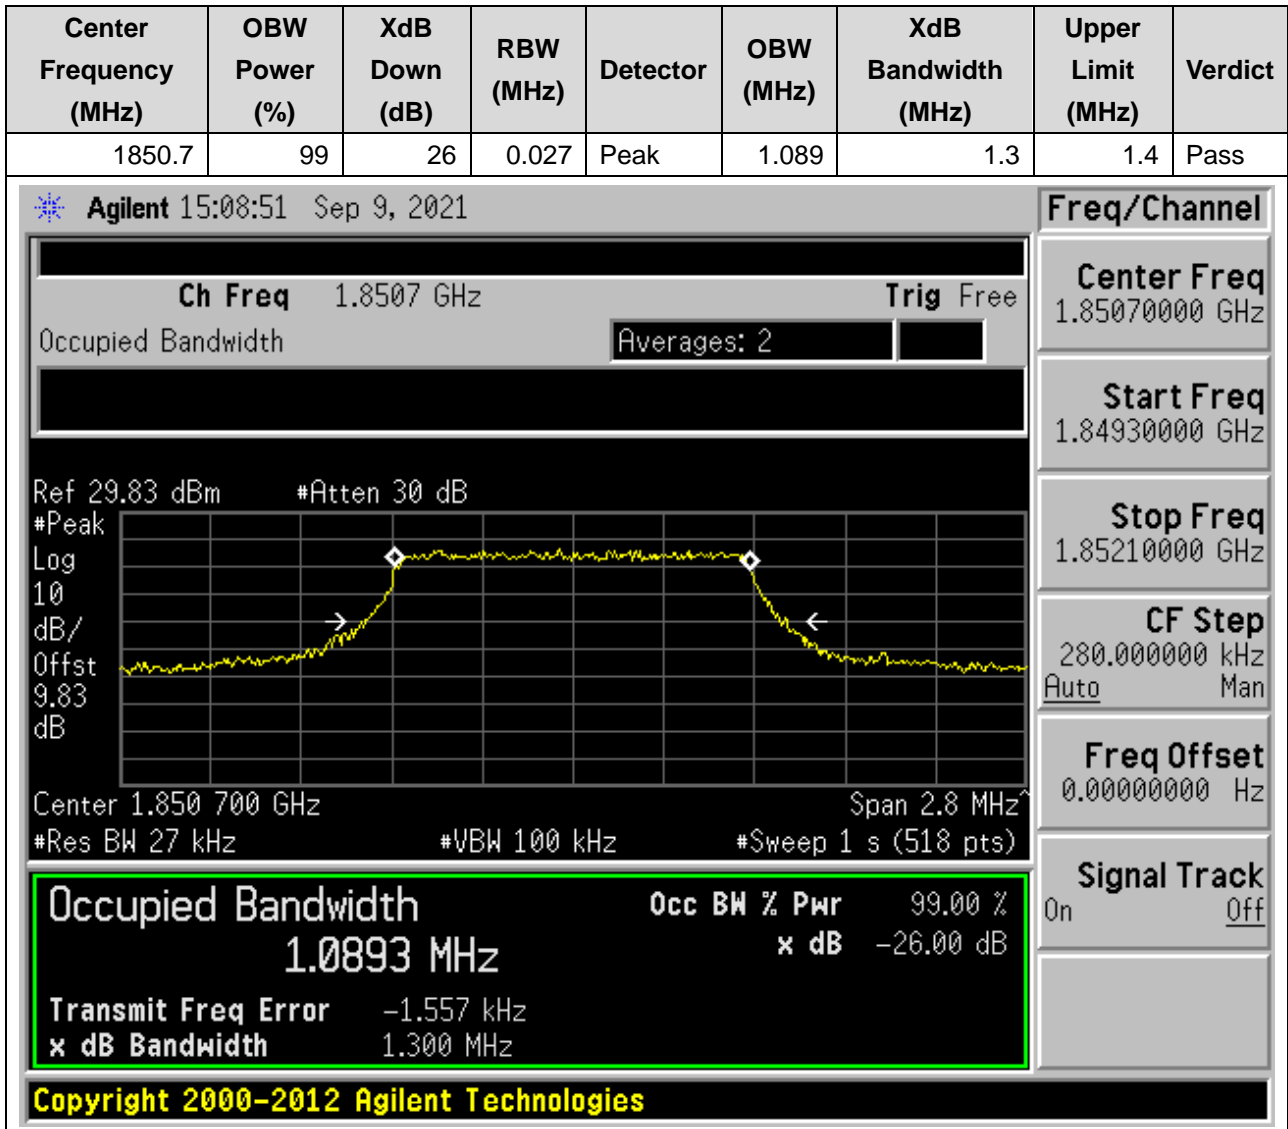 Center Frequency (MHz) OBW Power (%) XdB Down (dB) RBW (MHz) Detector OBW (MHz) XdB Bandwidth (MHz) Upper Limit (MHz) Verdict
1850.7 99 26 0.027 Peak 1.089 1.3 1.4 Pass
Agilent 15:08:51 Sep 9, 2021
Ch Freq 1.8507 GHz Trig Free
Occupied Bandwidth Averages: 2
Ref 29.83 dBm #Atten 30 dB
#Peak
Log
10
dB/
Offst
9.83
dB
Center 1.850 700 GHz Span 2.8 MHz^
#Res BW 27 kHz #VBW 100 kHz #Sweep 1 s (518 pts)
Occupied Bandwidth Occ BW % Pwr 99.00 %
1.0893 MHz x dB -26.00 dB
Transmit Freq Error -1.557 kHz
x dB Bandwidth 1.300 MHz
Copyright 2000-2012 Agilent Technologies
Freq/Channel
Center Freq
1.85070000 GHz
Start Freq
1.84930000 GHz
Stop Freq
1.85210000 GHz
CF Step
280.000000 kHz
Auto Man
Freq Offset
0.00000000 Hz
Signal Track
On Off